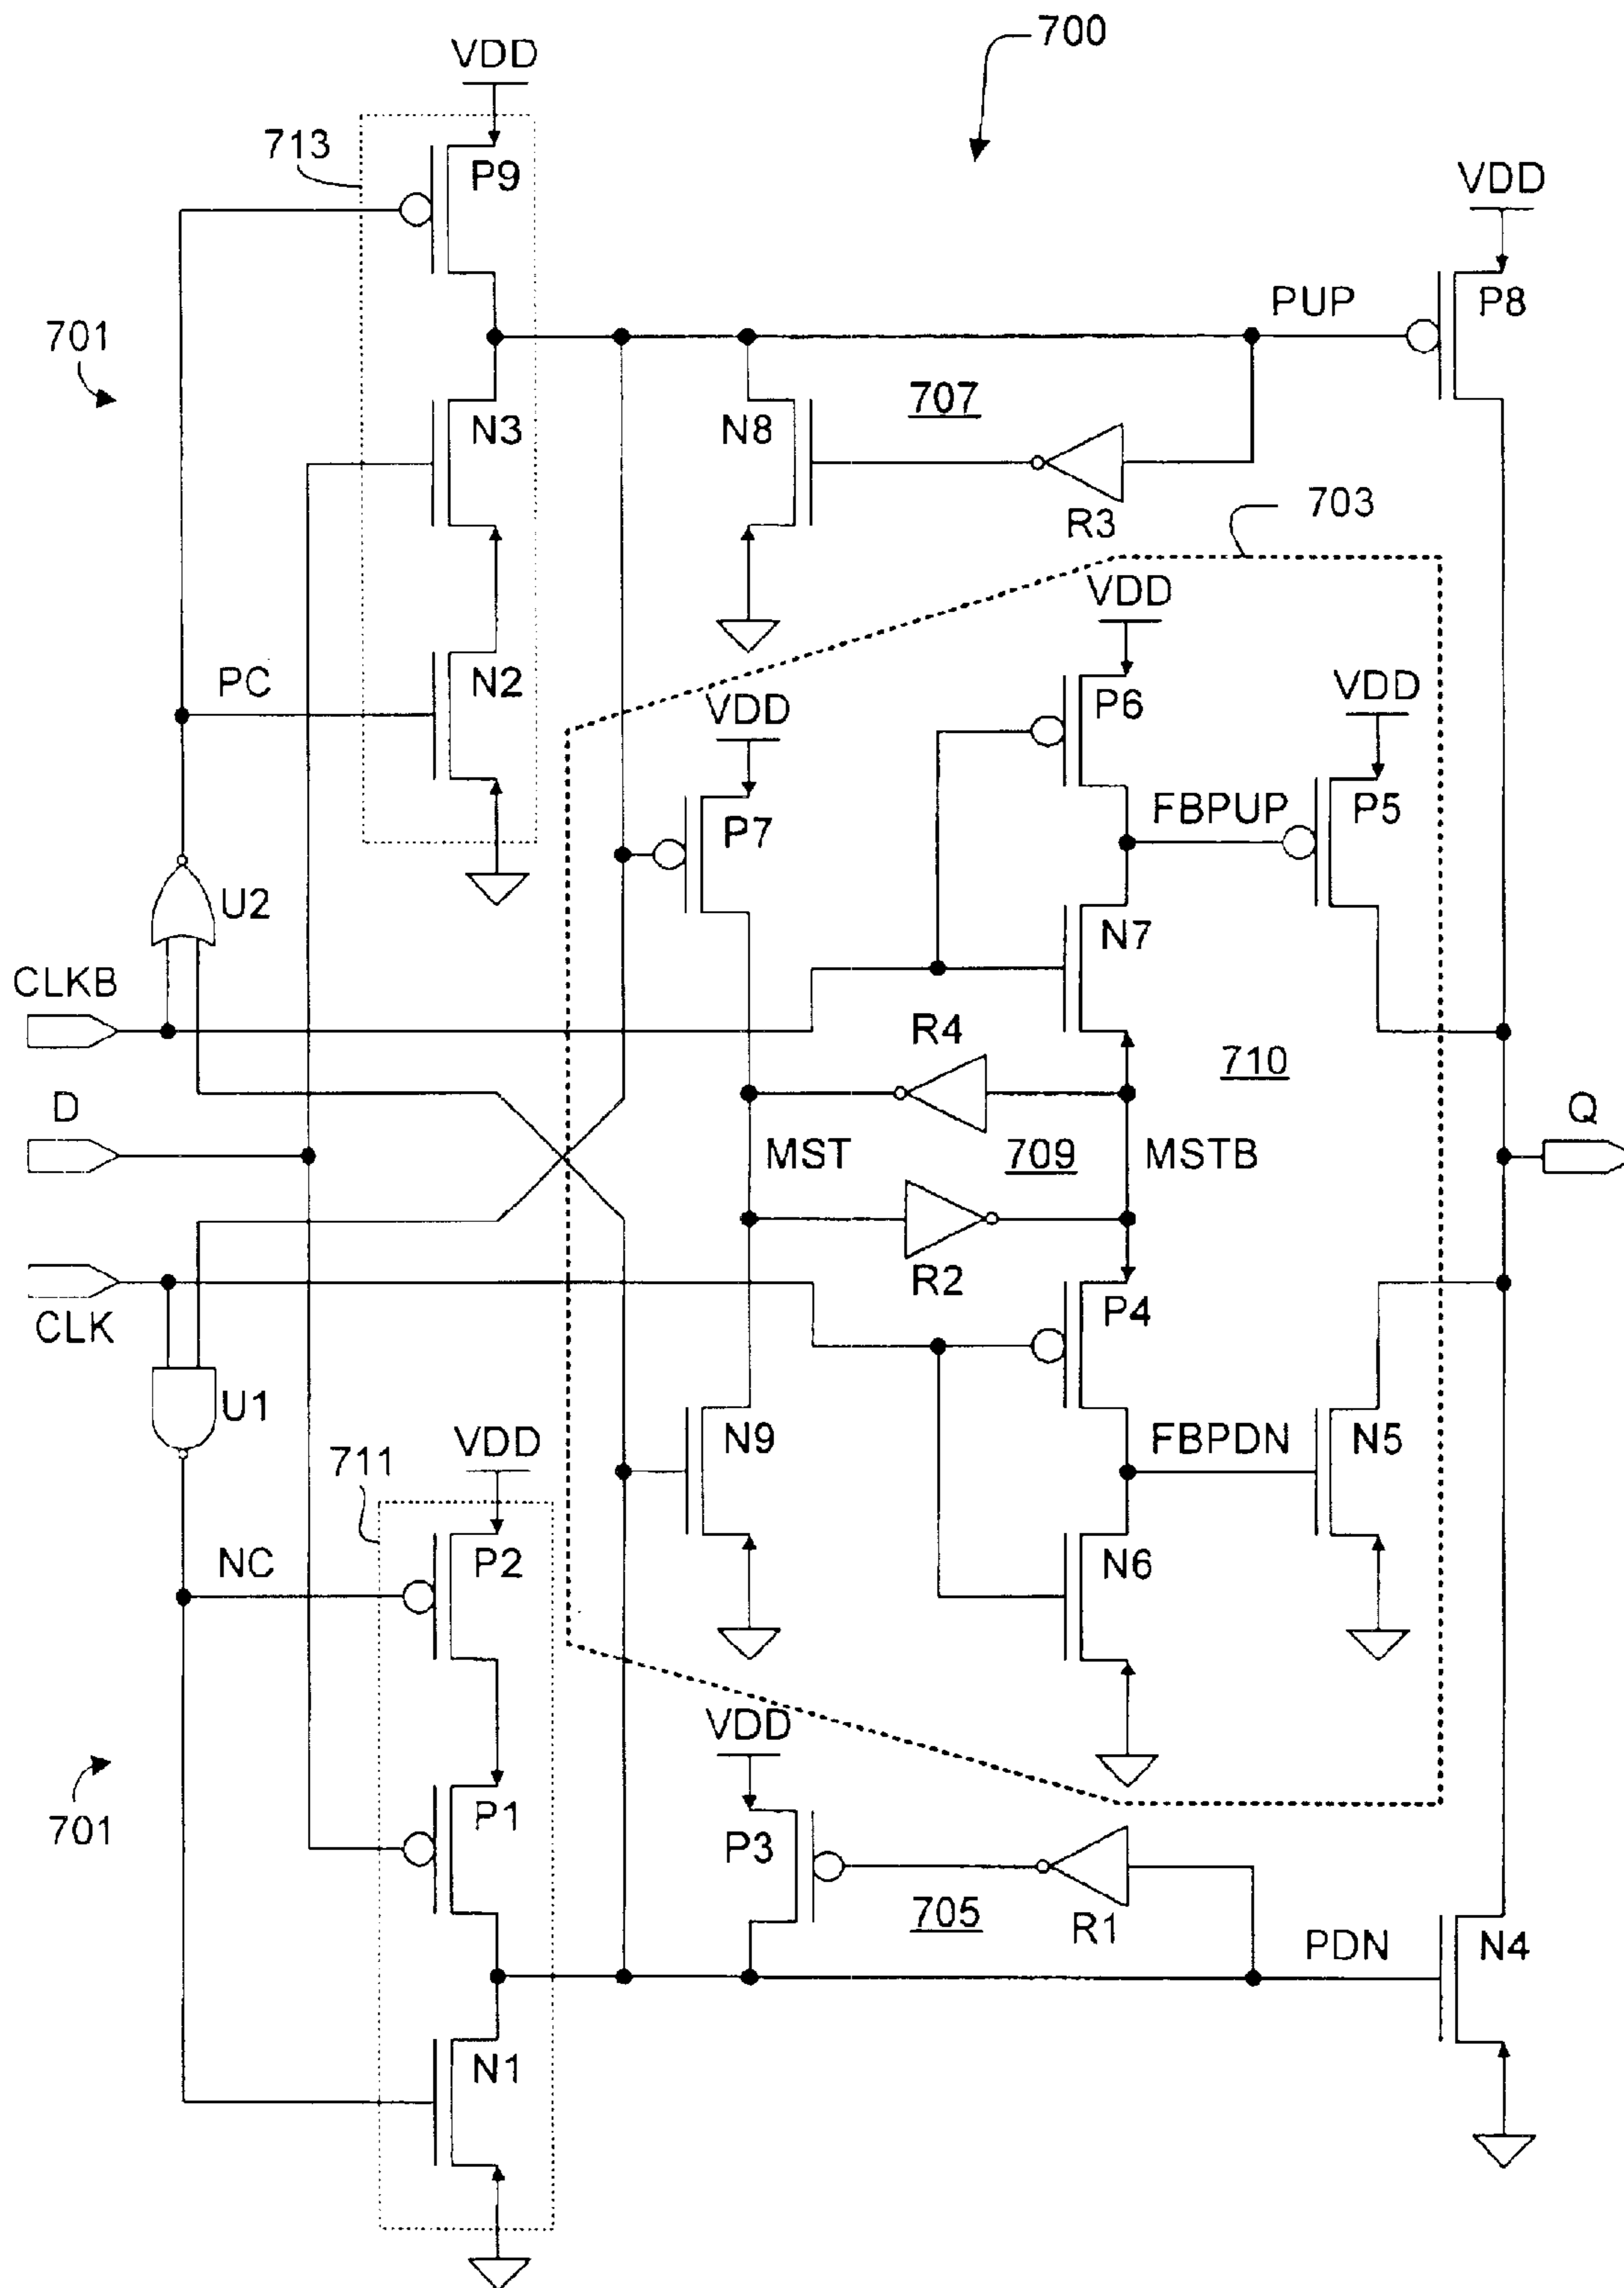 700
VDD
713
P9
VDD
P8
PUP
701
N3
N8
707
R3
703
VDD
PC
N2
P6
VDD
VDD
P7
FBPUP
P5
U2
N7
CLKB
R4
710
D
Q
MST
709
MSTB
R2
CLK
P4
U1
N9
FBPDN
N5
711
VDD
NC
P2
N6
VDD
P1
P3
701
705
R1
PDN
N4
N1